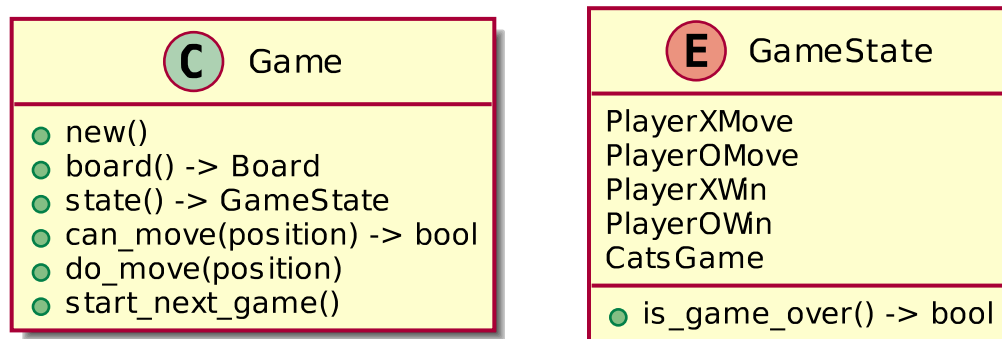 C Game
new()
board() -> Board
state() -> GameState
can_move(position) -> bool
do_move(position)
start_next_game()
E GameState
PlayerXMove
PlayerOMove
PlayerXWin
PlayerOWin
CatsGame
is_game_over() -> bool